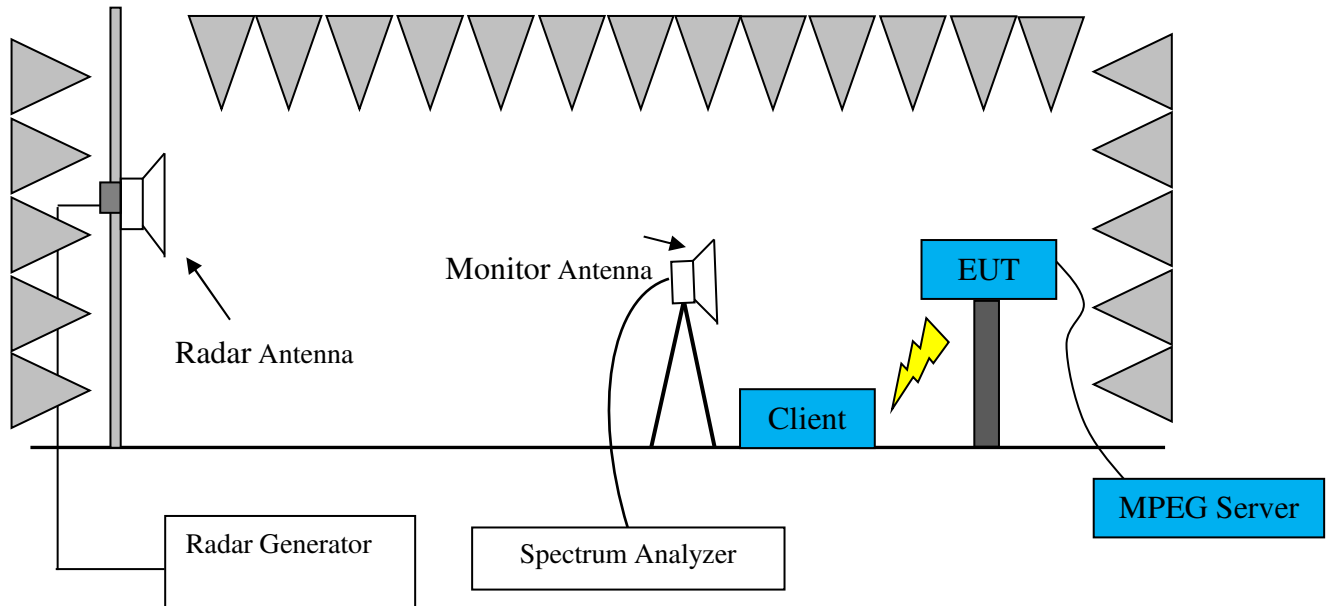 EUT
Monitor Antenna
Radar Antenna
Client
MPEG Server
Radar Generator
Spectrum Analyzer